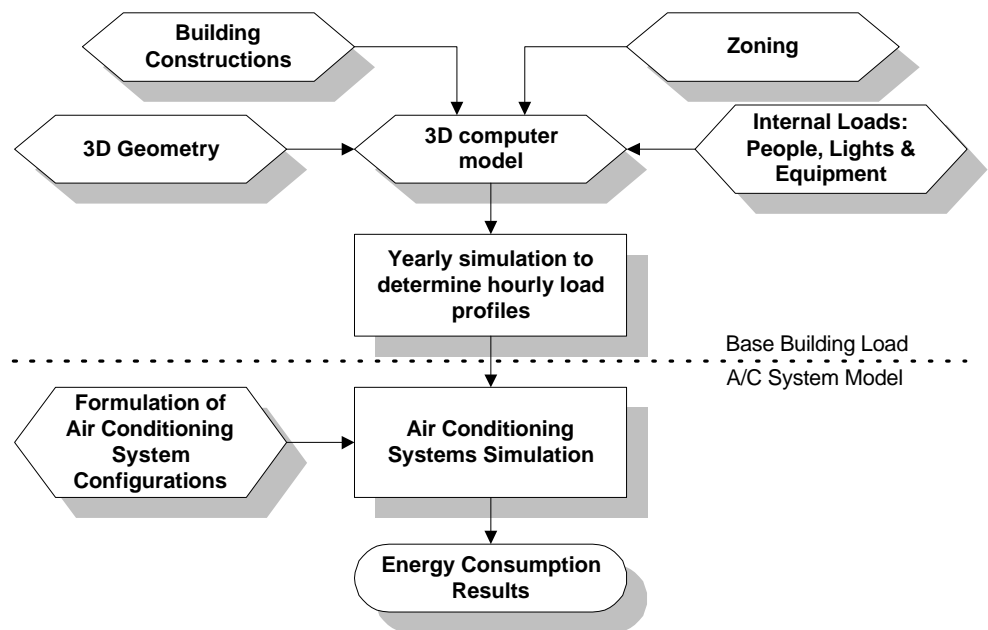 Building
Constructions
Zoning
3D Geometry
3D computer
model
Internal Loads:
People, Lights &
Equipment
Yearly simulation to
determine hourly load
profiles
Base Building Load
A/C System Model
Formulation of
Air Conditioning
System
Configurations
Air Conditioning
Systems Simulation
Energy Consumption
Results